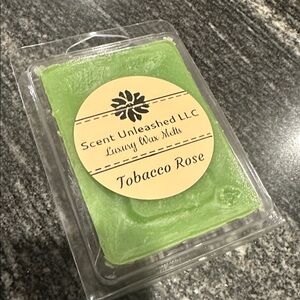 Scent Unleashed LLC
Luxury Wax Melts
Tobacco Rose